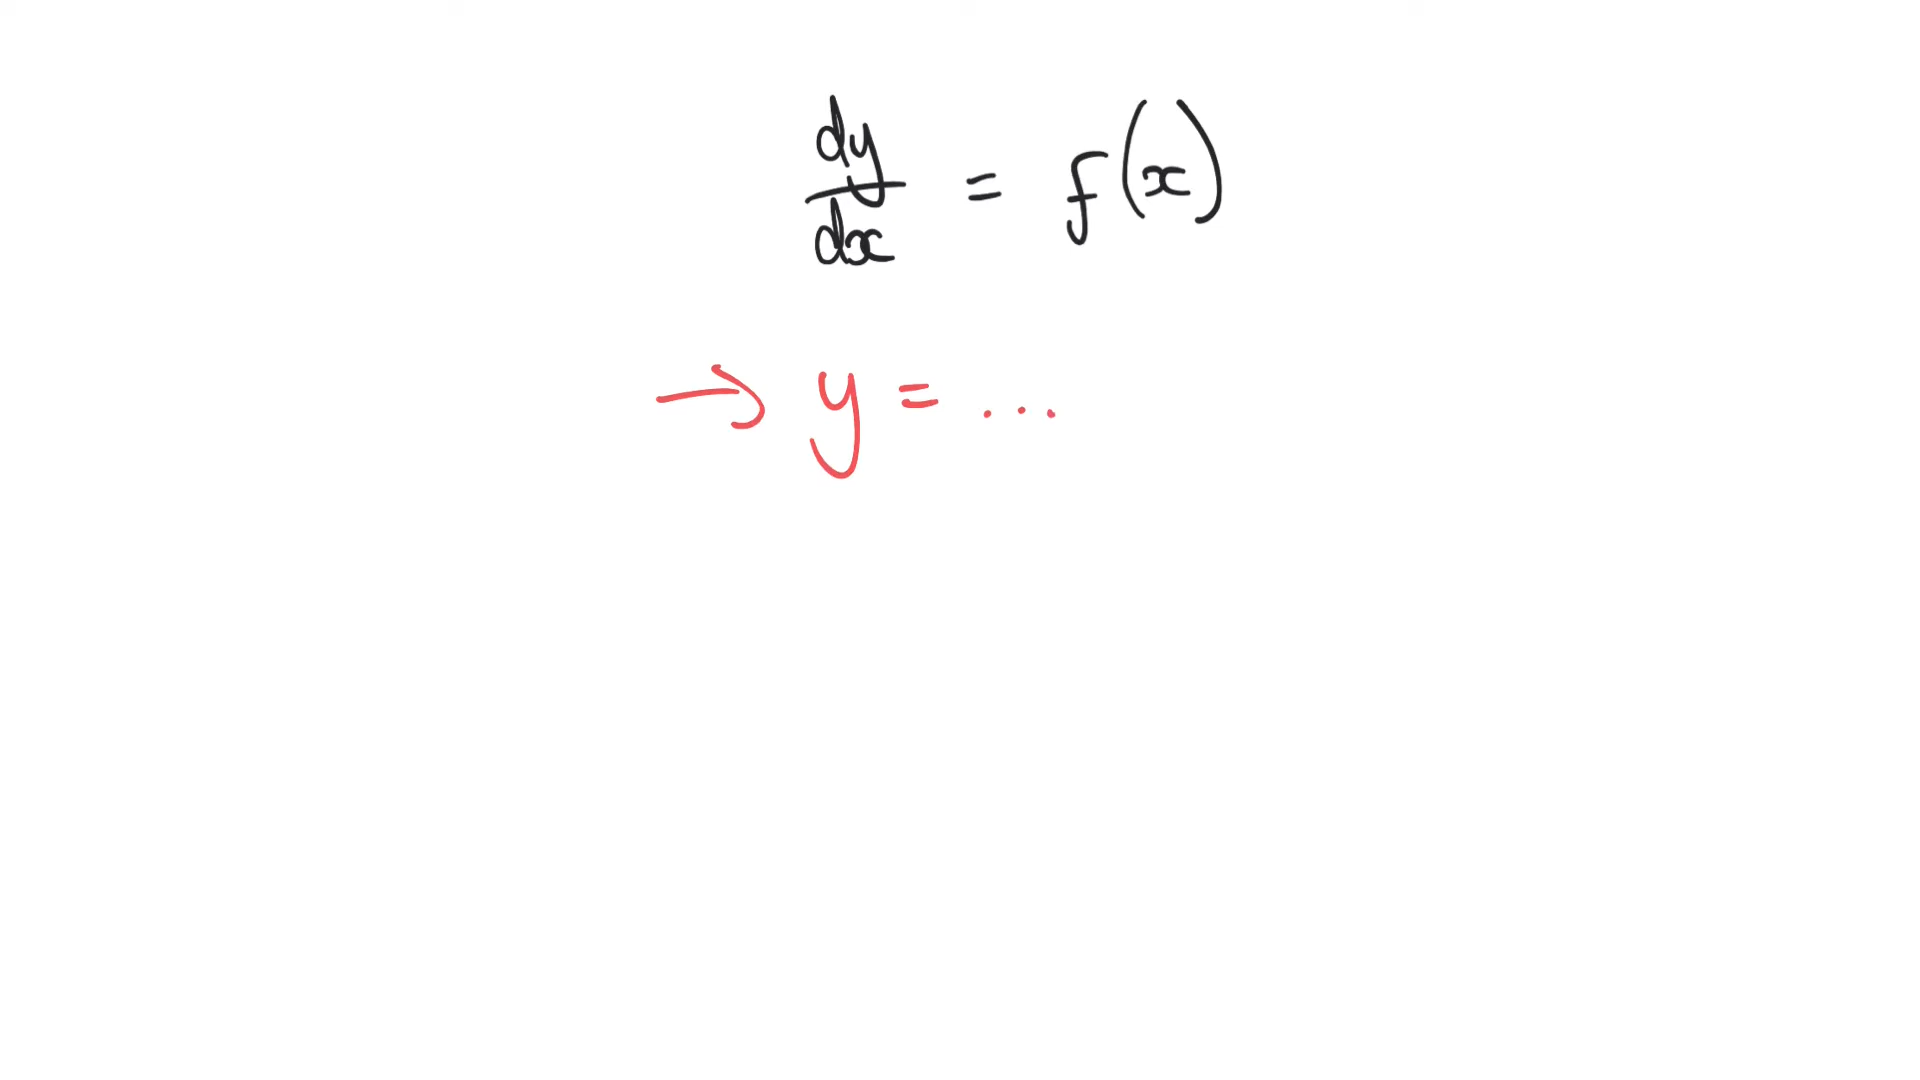 dy/dx = f(x)
→ y = ...